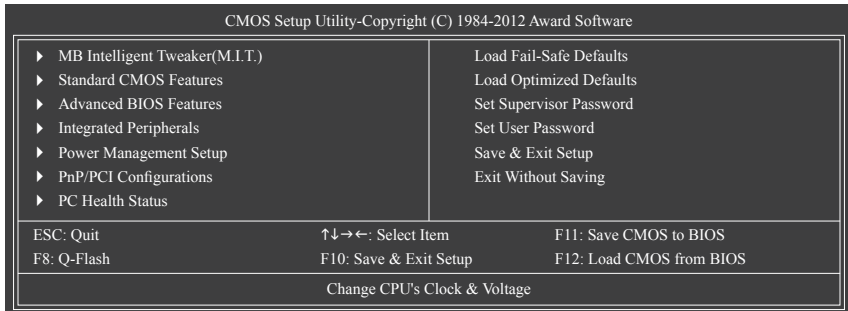 CMOS Setup Utility-Copyright (C) 1984-2012 Award Software
MB Intelligent Tweaker(M.I.T.)
Standard CMOS Features
Advanced BIOS Features
Integrated Peripherals
Power Management Setup
PnP/PCI Configurations
PC Health Status
Load Fail-Safe Defaults
Load Optimized Defaults
Set Supervisor Password
Set User Password
Save & Exit Setup
Exit Without Saving
ESC: Quit ↑↓→←: Select Item F11: Save CMOS to BIOS
F8: Q-Flash F10: Save & Exit Setup F12: Load CMOS from BIOS
Change CPU's Clock & Voltage